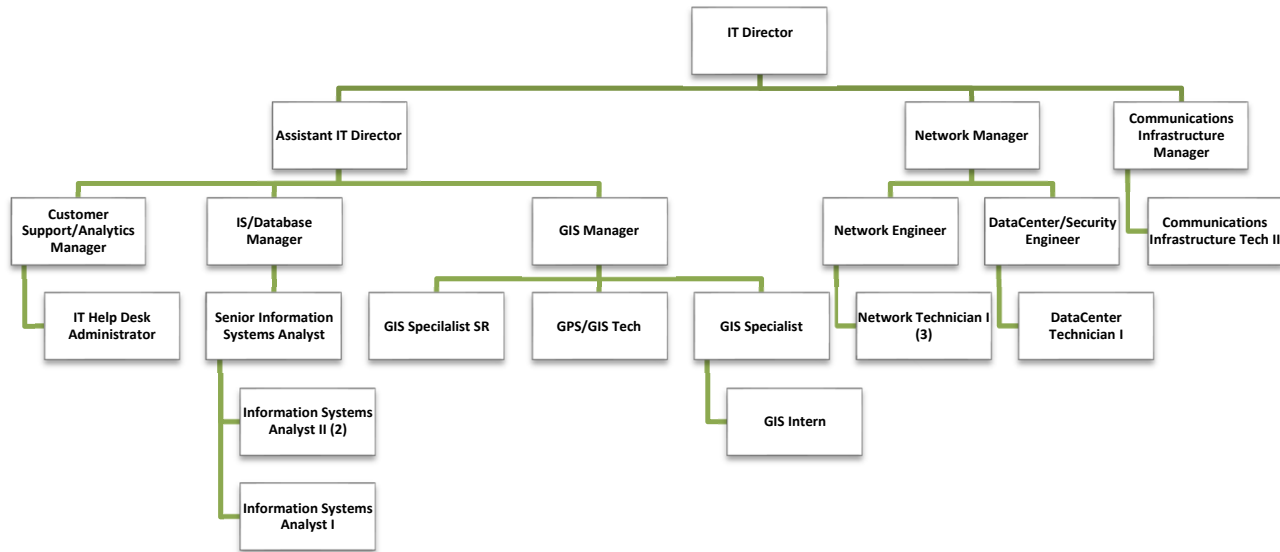 IT Director
Assistant IT Director
Network Manager
Communications
Infrastructure
Manager
Customer
Support/Analytics
Manager
IS/Database
Manager
GIS Manager
Network Engineer
DataCenter/Security
Engineer
Communications
Infrastructure Tech II
IT Help Desk
Administrator
Senior Information
Systems Analyst
GIS Specilalist SR
GPS/GIS Tech
GIS Specialist
Network Technician I
(3)
DataCenter
Technician I
Information Systems
Analyst II (2)
GIS Intern
Information Systems
Analyst I